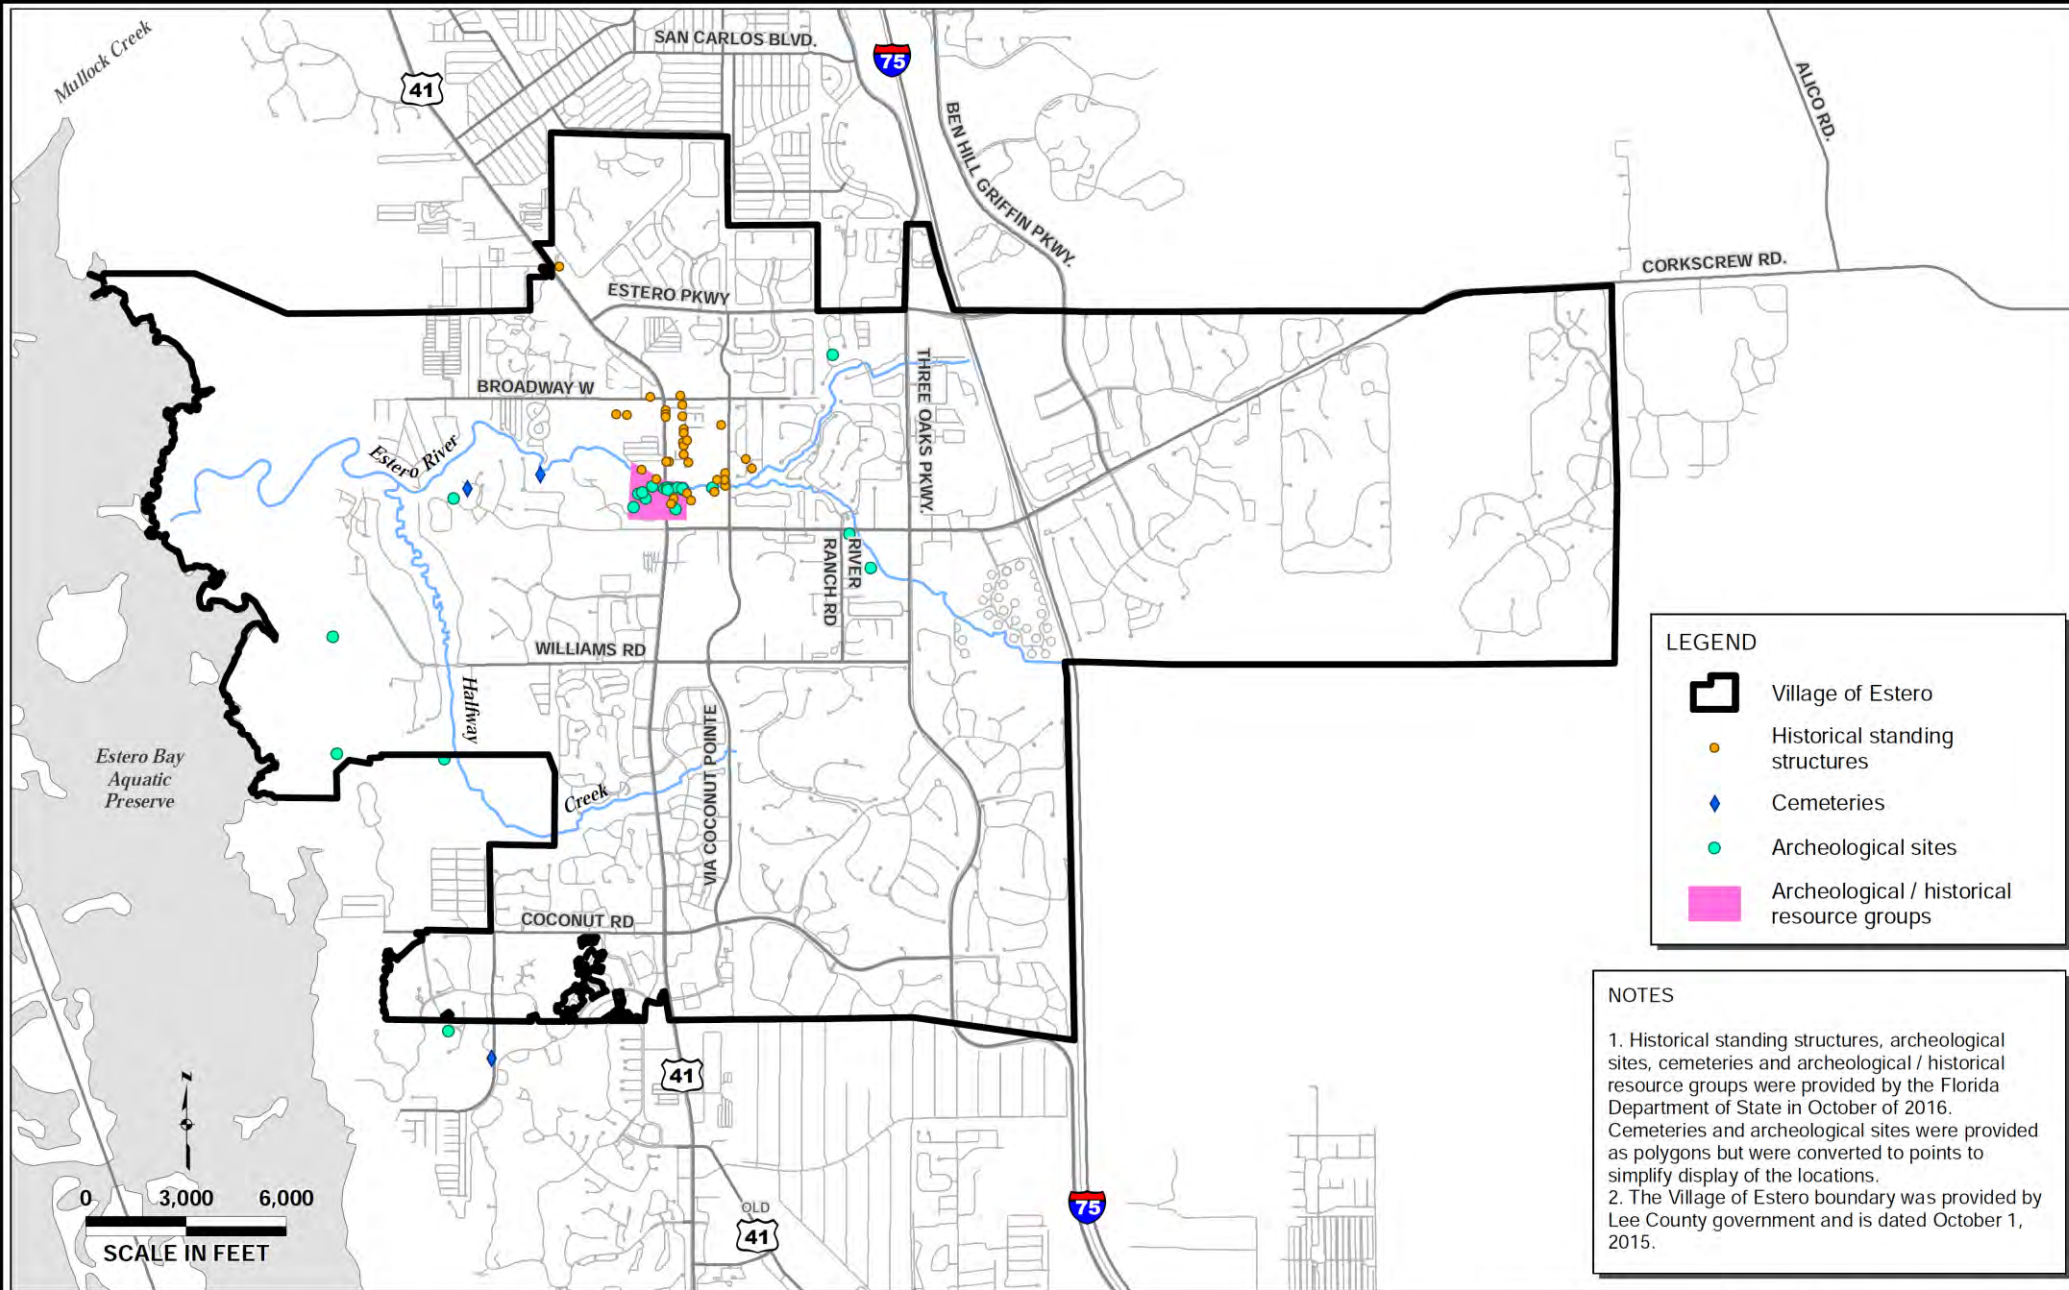 Mullock Creek
SAN CARLOS BLVD.
75
41
BEN HILL GRIFFIN PKWY.
ALICO RD.
CORKSCREW RD.
ESTERO PKWY
THREE OAKS PKWY.
BROADWAY W
Estero River
RIVER
RANCH RD
WILLIAMS RD
Halfway
Creek
VIA COCONUT POINTE
Estero Bay
Aquatic
Preserve
COCONUT RD
41
75
OLD
41
z
0 3,000 6,000
SCALE IN FEET
LEGEND
Village of Estero
Historical standing
structures
Cemeteries
Archeological sites
Archeological / historical
resource groups
NOTES
1. Historical standing structures, archeological
sites, cemeteries and archeological / historical
resource groups were provided by the Florida
Department of State in October of 2016.
Cemeteries and archeological sites were provided
as polygons but were converted to points to
simplify display of the locations.
2. The Village of Estero boundary was provided by
Lee County government and is dated October 1,
2015.